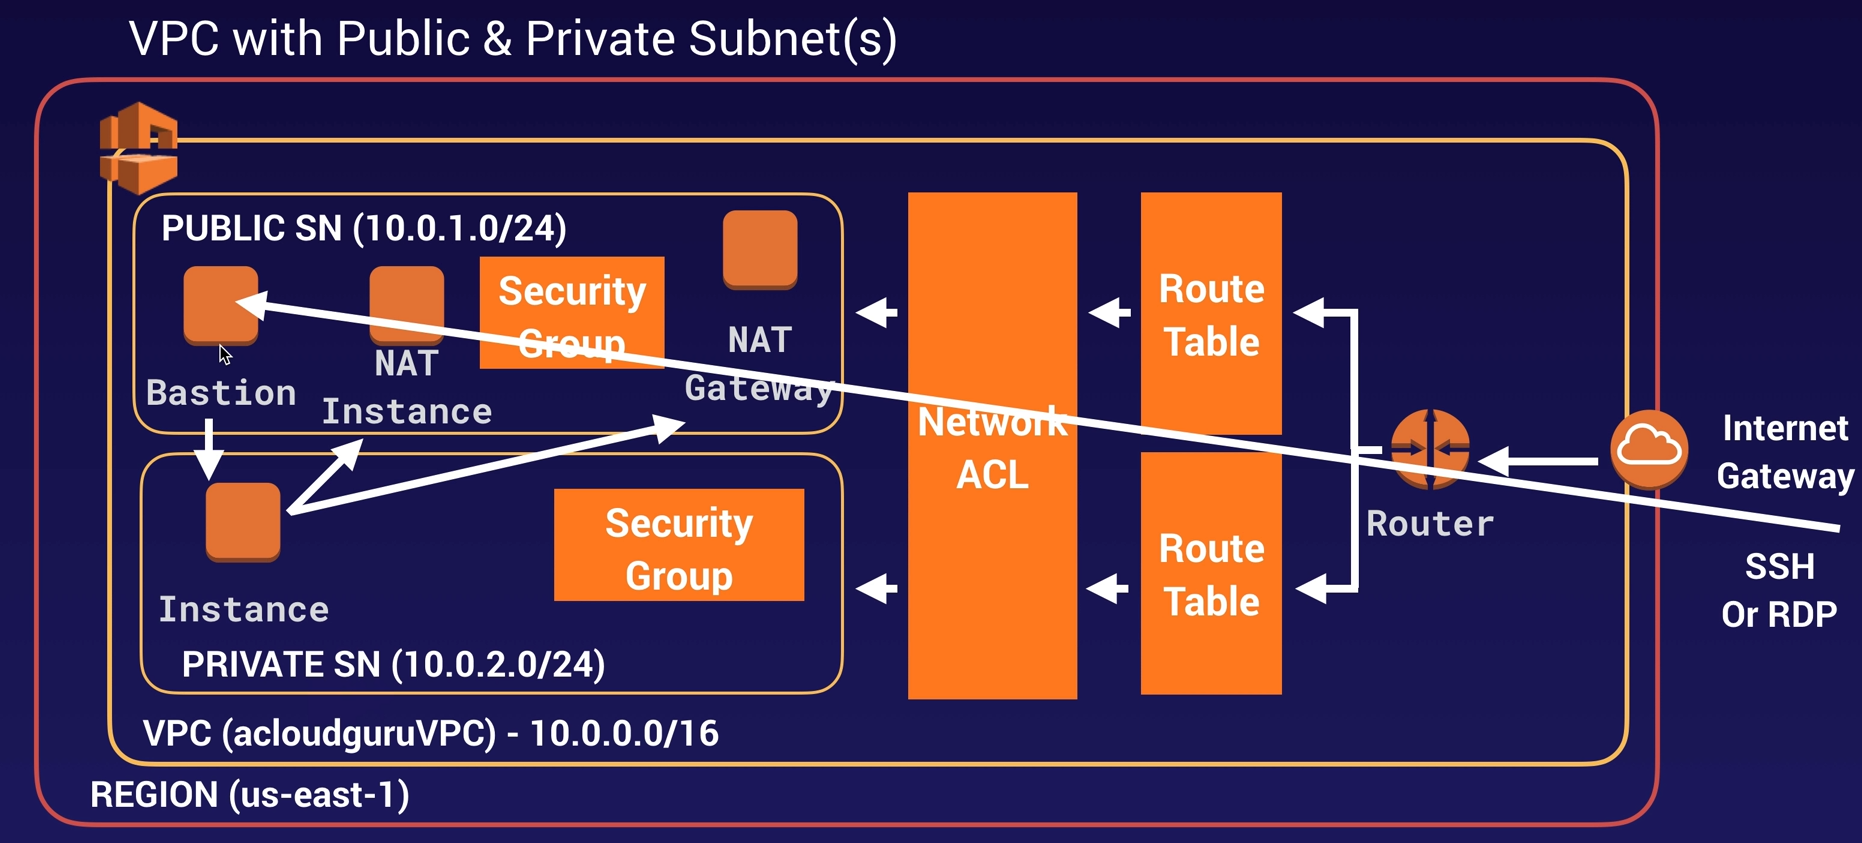 VPC with Public & Private Subnet(s)
PUBLIC SN (10.0.1.0/24)
Bastion
NAT
Instance
Security
Group
NAT
Gateway
Instance
Security
Group
PRIVATE SN (10.0.2.0/24)
Network
ACL
Route
Table
Route
Table
Router
Internet
Gateway
SSH
Or RDP
VPC (acloudguruVPC) - 10.0.0.0/16
REGION (us-east-1)